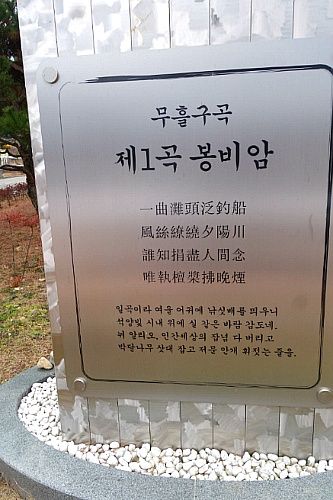 무흘구곡
제1곡 봉비암
一曲灘頭泛釣船
風絲繚繞夕陽川
誰知捐盡人間念
唯執檀槳拂晩煙
일곡이라 여울 어귀에 낚싯배를 띄우니
석양빛 시내 위에 실 같은 바람 감도네.
뉘 알리오, 인간세상의 잡념 다 버리고
박달나무 삿대 잡고 저문 안개 휘젓는 줄을.